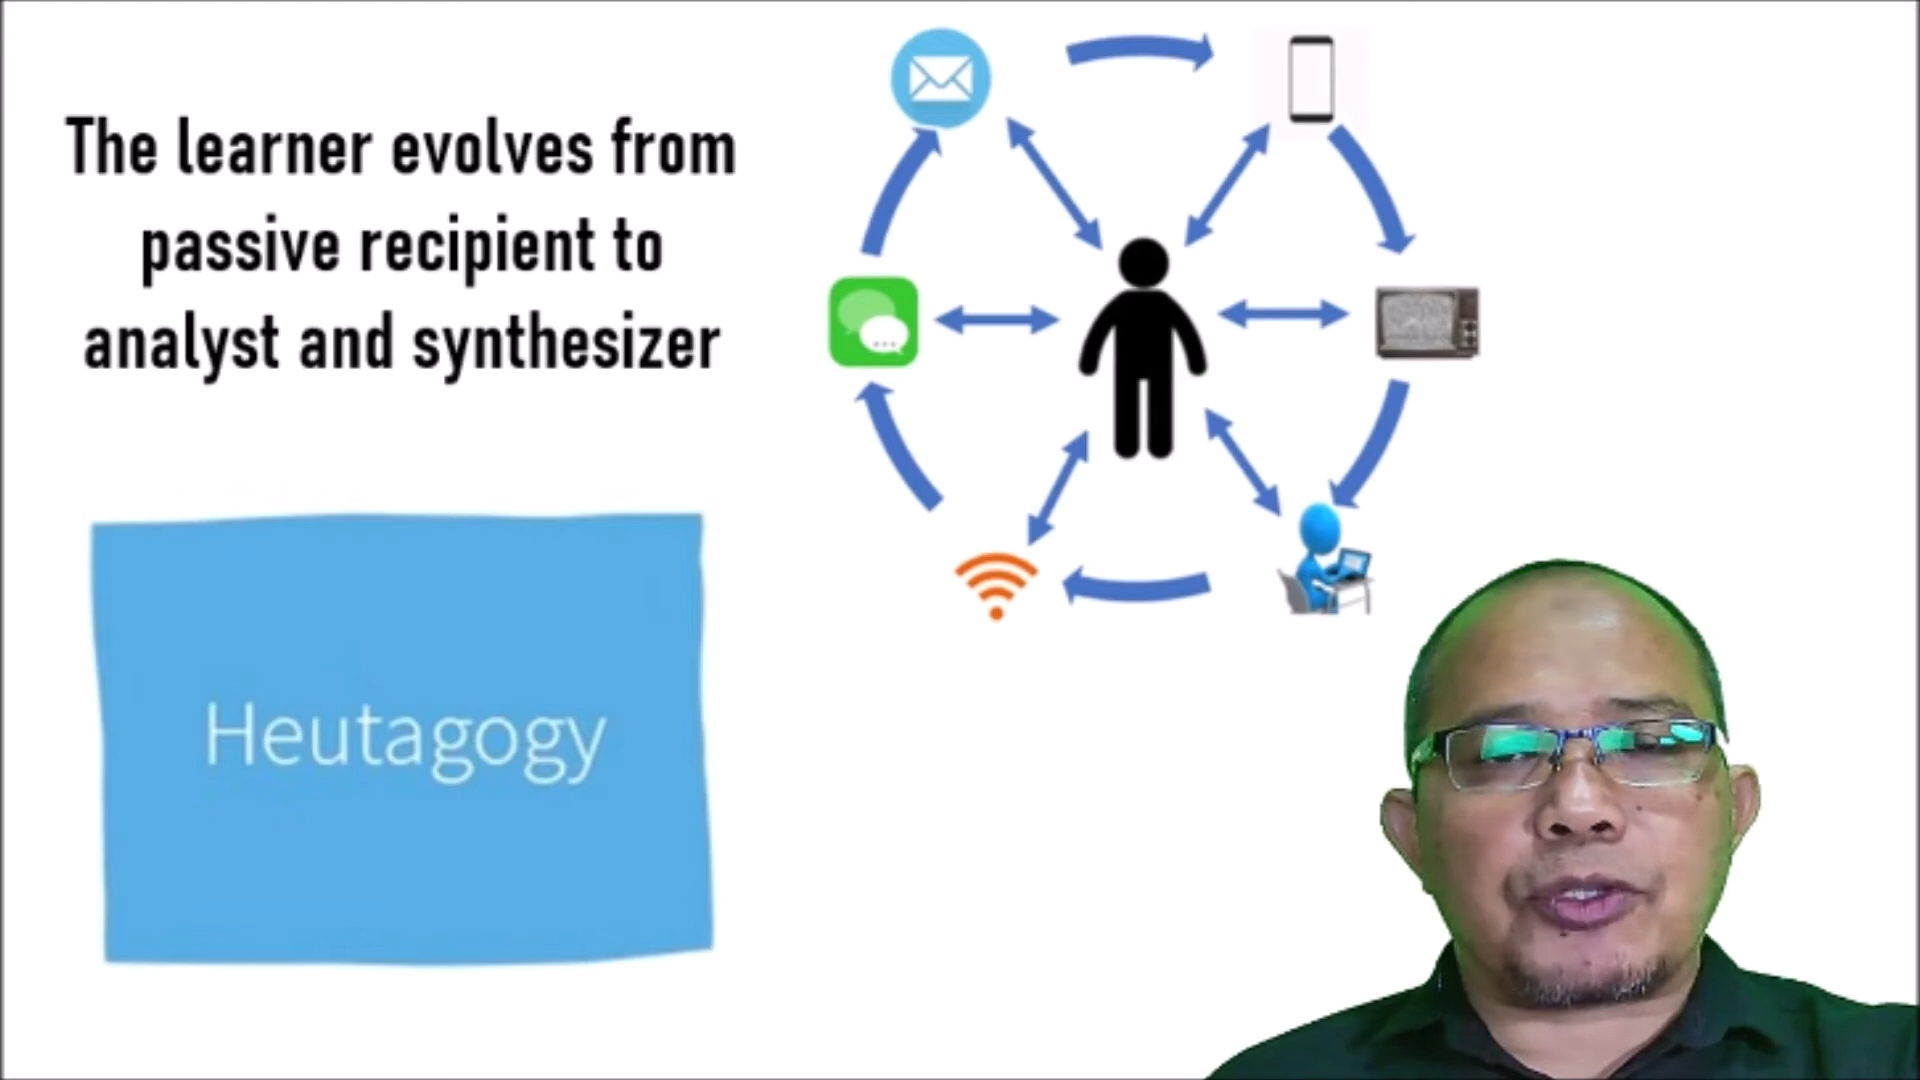 The learner evolves from
passive recipient to
analyst and synthesizer
Heutagogy